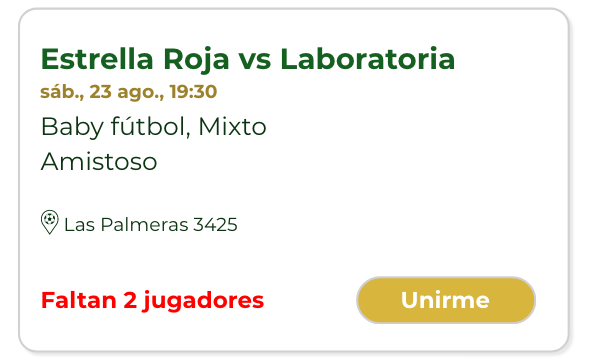 Estrella Roja vs Laboratoria
sáb., 23 ago., 19:30
Baby fútbol, Mixto
Amistoso
Las Palmeras 3425
Faltan 2 jugadores
Unirme